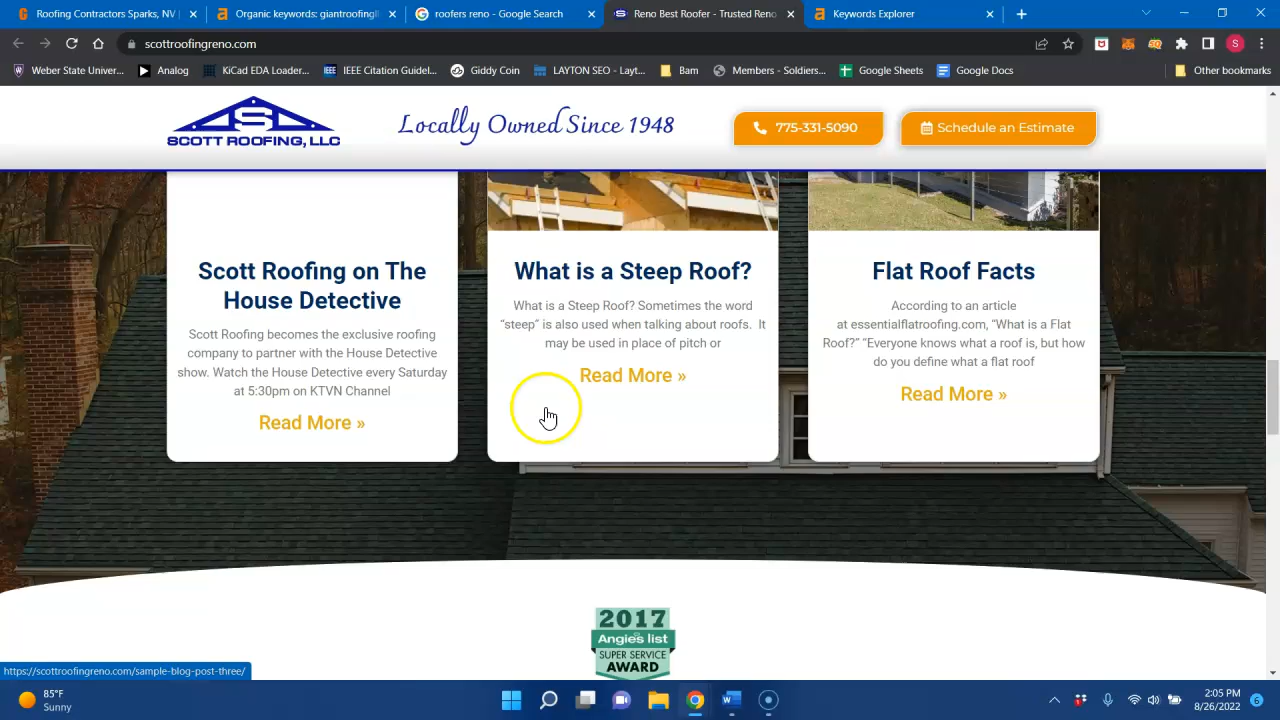 Roofing Contractors Sparks, NV
Organic keywords: giantroofingl
roofers reno - Google Search
Reno Best Roofer - Trusted Reno
Keywords Explorer
scottroofingreno.com
Weber State Univer...
Analog
KiCad EDA Loader...
IEEE Citation Guidel...
Giddy Coin
LAYTON SEO - Layt...
Bam
Members - Soldiers...
Google Sheets
Google Docs
Other bookmarks
SCOTT ROOFING, LLC
Locally Owned Since 1948
775-331-5090
Schedule an Estimate
Scott Roofing on The
House Detective
Scott Roofing becomes the exclusive roofing
company to partner with the House Detective
show. Watch the House Detective every Saturday
at 5:30pm on KTVN Channel
Read More »
What is a Steep Roof?
What is a Steep Roof? Sometimes the word
“steep” is also used when talking about roofs.  It
may be used in place of pitch or
Read More »
Flat Roof Facts
According to an article
at essentialflatroofing.com, “What is a Flat
Roof?” “Everyone knows what a roof is, but how
do you define what a flat roof
Read More »
2017
Angie's list
SUPER SERVICE
AWARD
https://scottroofingreno.com/sample-blog-post-three/
85°F
Sunny
2:05 PM
8/26/2022
6